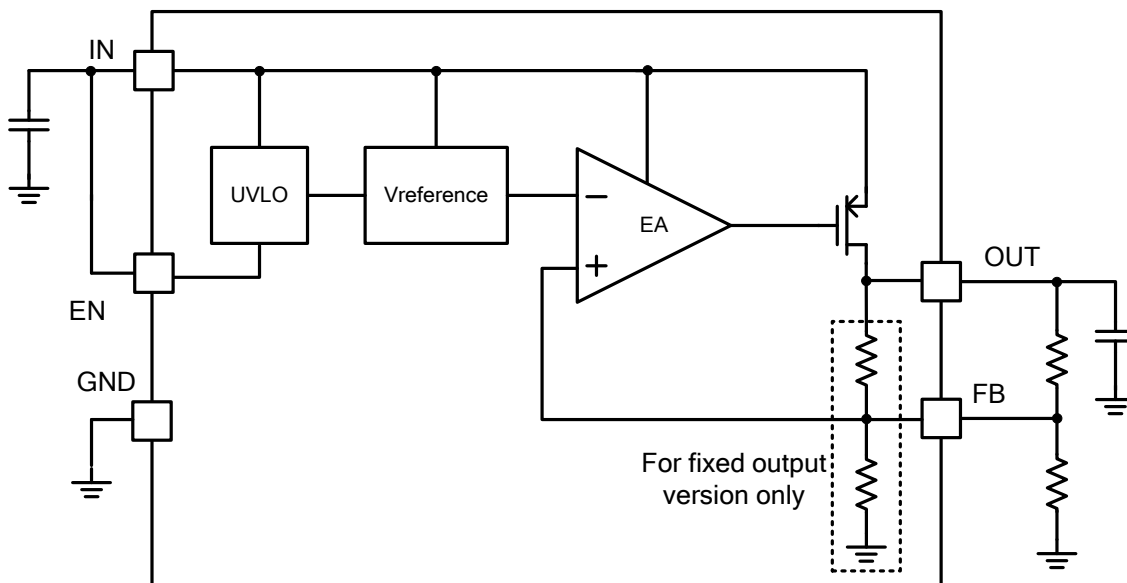 IN
UVLO
Vreference
−
EA
+
OUT
EN
GND
FB
For fixed output
version only